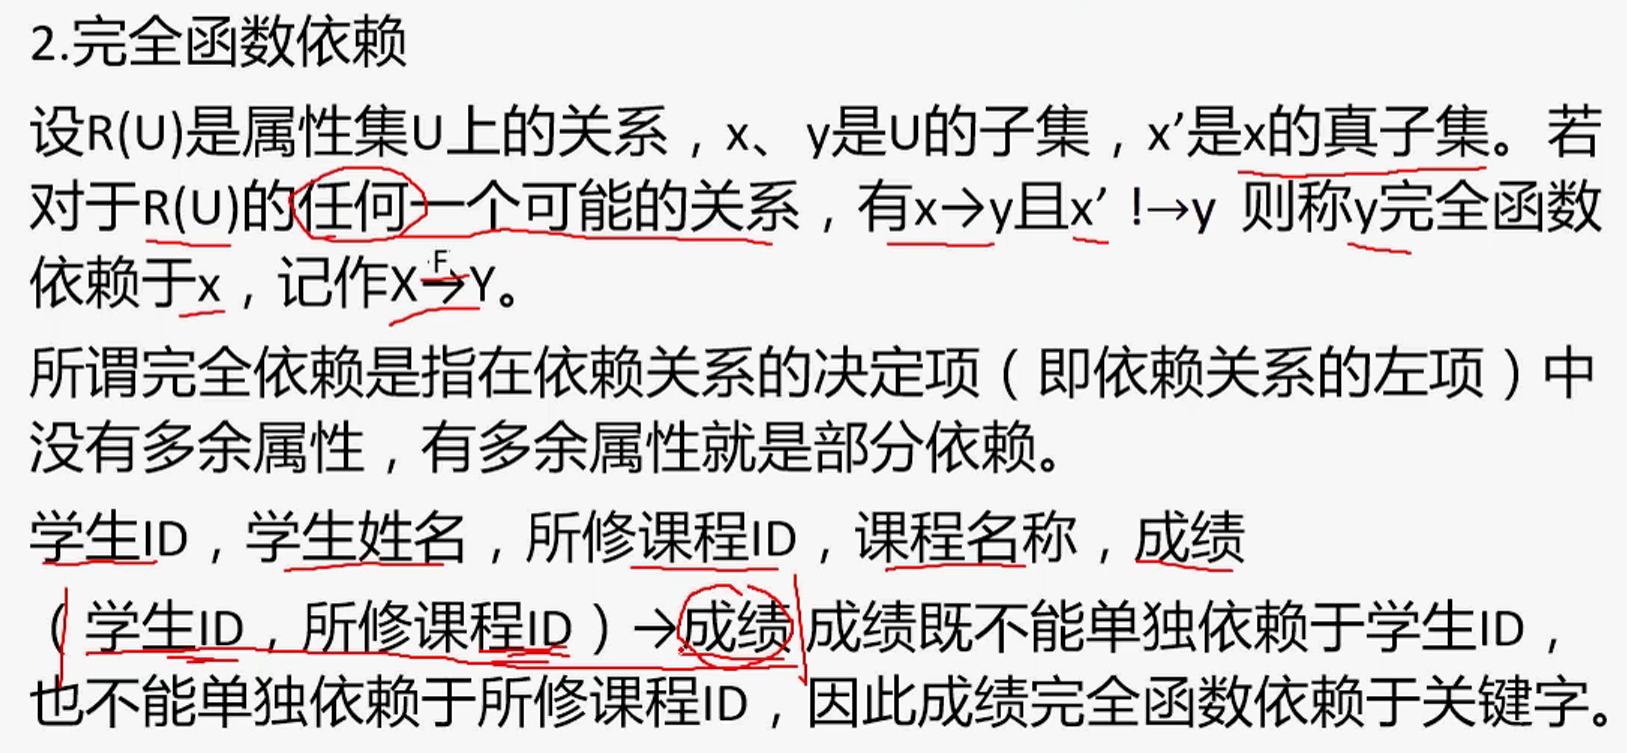 2.完全函数依赖
设R(U)是属性集U上的关系，x、y是U的子集，x’是x的真子集。若
对于R(U)的任何一个可能的关系，有x→y且x’ !→y 则称y完全函数
依赖于x，记作X F→Y。
所谓完全依赖是指在依赖关系的决定项（即依赖关系的左项）中
没有多余属性，有多余属性就是部分依赖。
学生ID，学生姓名，所修课程ID，课程名称，成绩
（学生ID，所修课程ID）→成绩 成绩既不能单独依赖于学生ID，
也不能单独依赖于所修课程ID，因此成绩完全函数依赖于关键字。